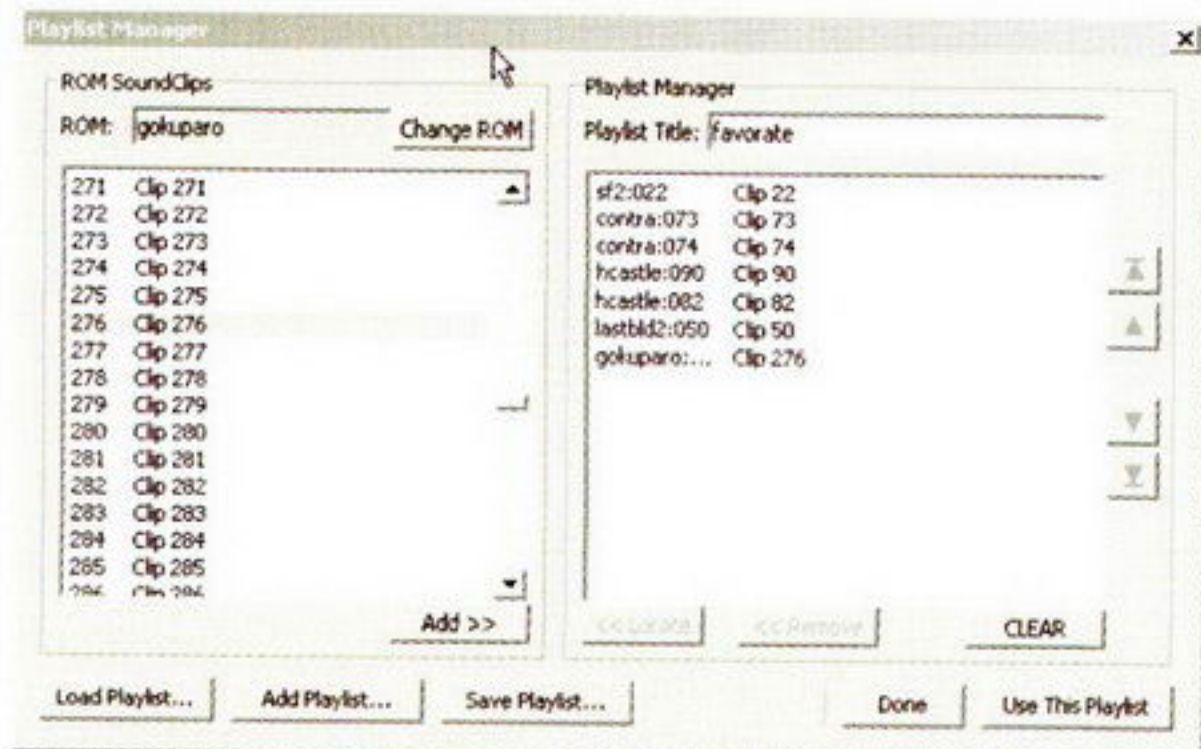 Playlist Manager
ROM SoundClips
ROM: gokuparo Change ROM
271 Clip 271
272 Clip 272
273 Clip 273
274 Clip 274
275 Clip 275
276 Clip 276
277 Clip 277
278 Clip 278
279 Clip 279
280 Clip 280
281 Clip 281
282 Clip 282
283 Clip 283
284 Clip 284
285 Clip 285
286 Clip 286
Add >>
Playlist Manager
Playlist Title: favorate
sf2:022 Clip 22
contra:073 Clip 73
contra:074 Clip 74
hcastle:090 Clip 90
hcastle:082 Clip 82
lastbld2:050 Clip 50
gokuparo:... Clip 276
<< Locate << Remove CLEAR
Load Playlist... Add Playlist... Save Playlist... Done Use This Playlist